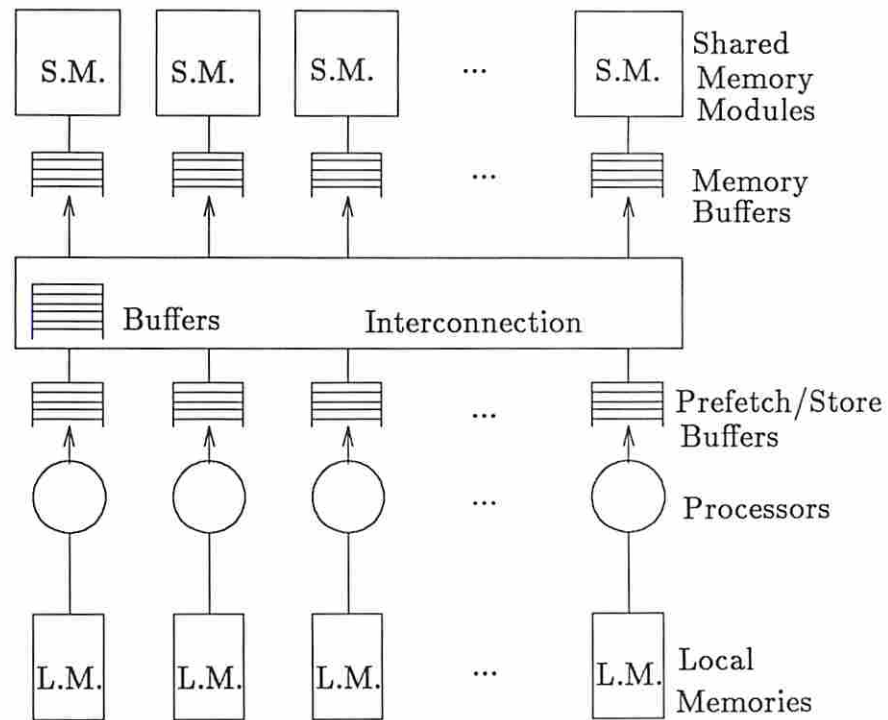 S.M. S.M. S.M. ... S.M.
Shared
Memory
Modules
...
Memory
Buffers
Buffers Interconnection
...
Prefetch/Store
Buffers
...
Processors
L.M. L.M. L.M. ... L.M.
Local
Memories